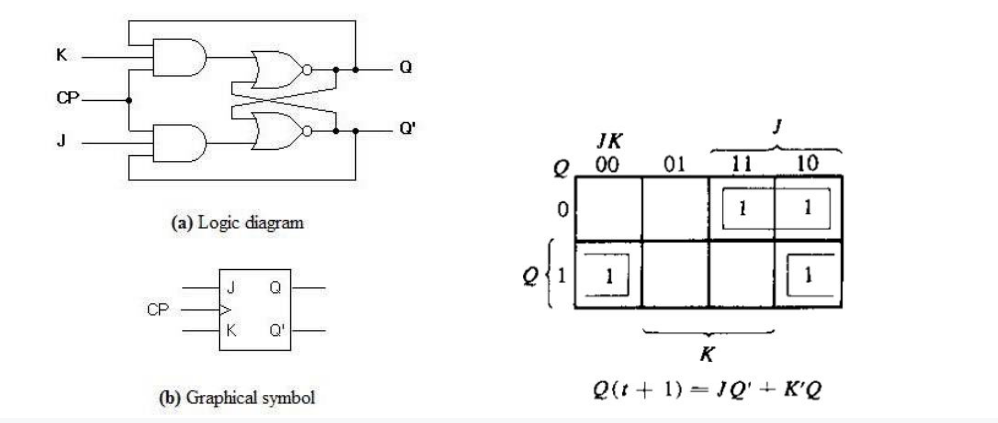 K
Q
CP
J
Q'
(a) Logic diagram
J Q
CP
K Q'
(b) Graphical symbol
J
JK
Q 00 01 11 10
0 1 1
Q 1 1 1
K
Q(t + 1) = JQ' + K'Q